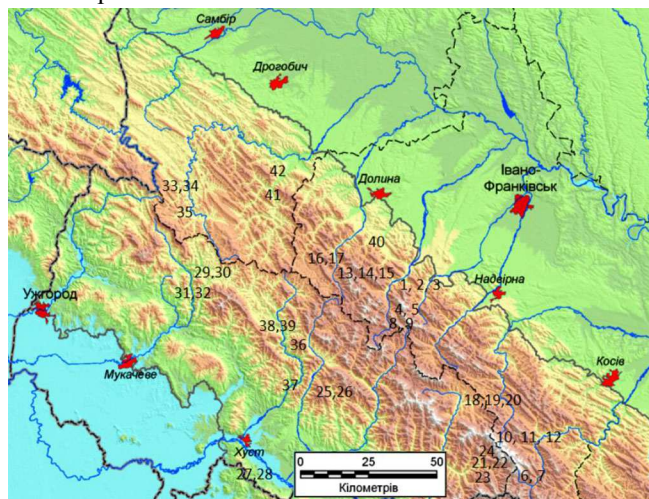 Самбір
Дрогобич
42
33,34
41
35
Долина
Івано-
Франківськ
40
29,30
16,17
13,14,15
31,32
1, 2, 3
Надвірна
Ужгород
4, 5
8, 9
38,39
36
Мукачеве
37
25,26
18,19,20
Косів
10, 11, 12
Хуст
24
21,22
27,28
23
6, 7
0 25 50
Кілометрів